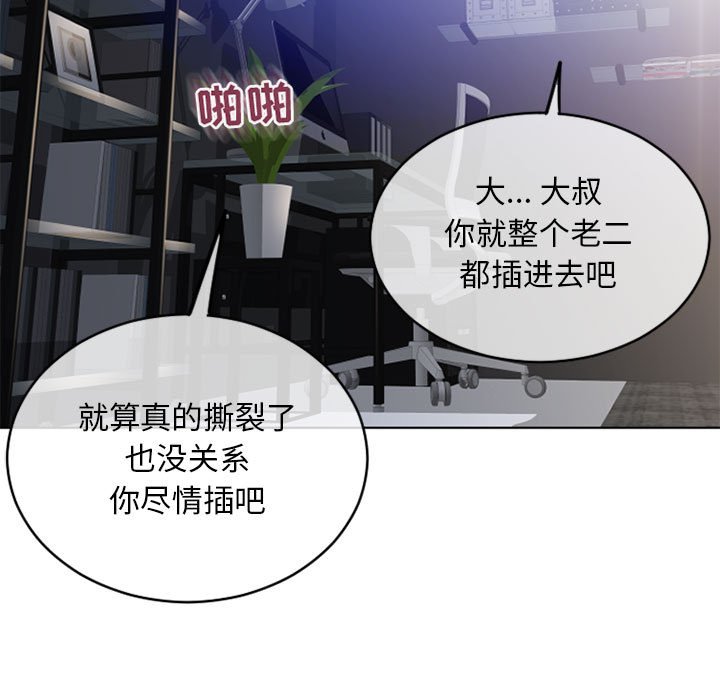 啪啪
大... 大叔
你就整个老二
都插进去吧
就算真的撕裂了
也没关系
你尽情插吧